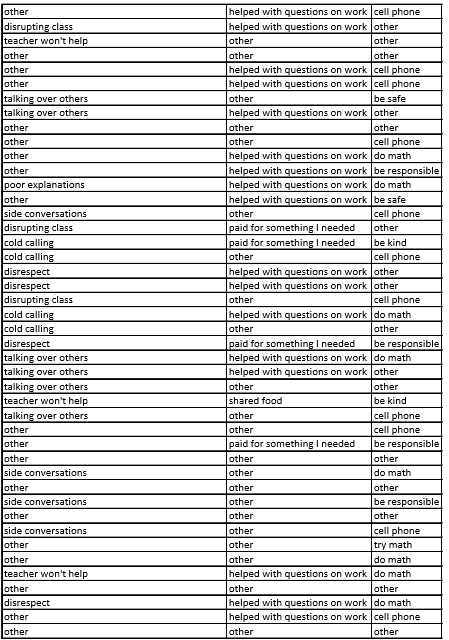 other helped with questions on work cell phone
disrupting class helped with questions on work other
teacher won't help other other
other other other
other helped with questions on work cell phone
other helped with questions on work cell phone
talking over others other be safe
talking over others helped with questions on work other
other other other
other other cell phone
other helped with questions on work do math
other helped with questions on work be responsible
poor explanations helped with questions on work do math
other helped with questions on work be safe
side conversations other cell phone
disrupting class paid for something I needed other
cold calling paid for something I needed be kind
cold calling other cell phone
disrespect helped with questions on work other
disrespect helped with questions on work other
disrupting class other cell phone
cold calling helped with questions on work do math
cold calling other other
disrespect paid for something I needed be responsible
talking over others helped with questions on work do math
talking over others helped with questions on work other
talking over others other other
teacher won't help shared food be kind
talking over others other cell phone
other other cell phone
other paid for something I needed be responsible
other other other
side conversations other do math
other other other
side conversations other be responsible
other other other
side conversations other cell phone
other other try math
other other do math
teacher won't help helped with questions on work do math
other other other
disrespect helped with questions on work do math
other helped with questions on work cell phone
other other other